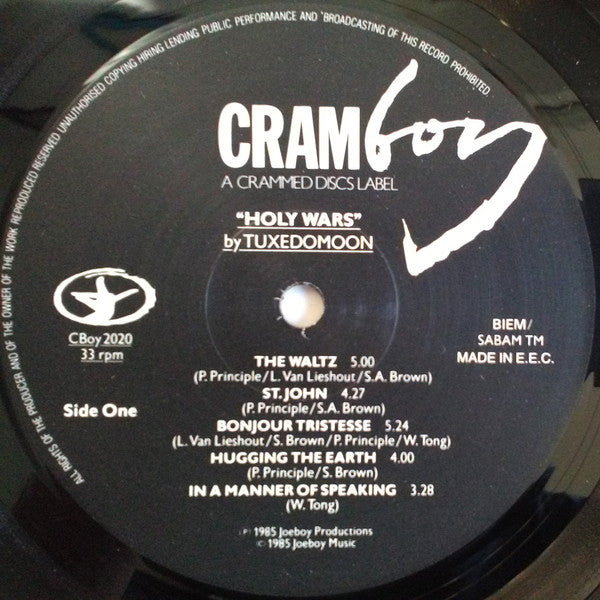 ALL RIGHTS OF THE PRODUCER AND OF THE OWNER OF THE WORK REPRODUCED RESERVED UNAUTHORISED COPYING HIRING LENDING PUBLIC PERFORMANCE AND "BROADCASTING OF THIS RECORD PROHIBITED
CRAMboy
A CRAMMED DISCS LABEL
"HOLY WARS"
by TUXEDOMOON
CBoy 2020
33 rpm
BIEM/
SABAM TM
MADE IN E.E.C.
Side One
THE WALTZ 5.00
(P. Principle/L. Van Lieshout/S.A. Brown)
ST. JOHN 4.27
(P. Principle/S.A. Brown)
BONJOUR TRISTESSE 5.24
(L. Van Lieshout/S. Brown/P. Principle/W. Tong)
HUGGING THE EARTH 4.00
(P. Principle/S. Brown)
IN A MANNER OF SPEAKING 3.28
(W. Tong)
(P) 1985 Joeboy Productions
© 1985 Joeboy Music